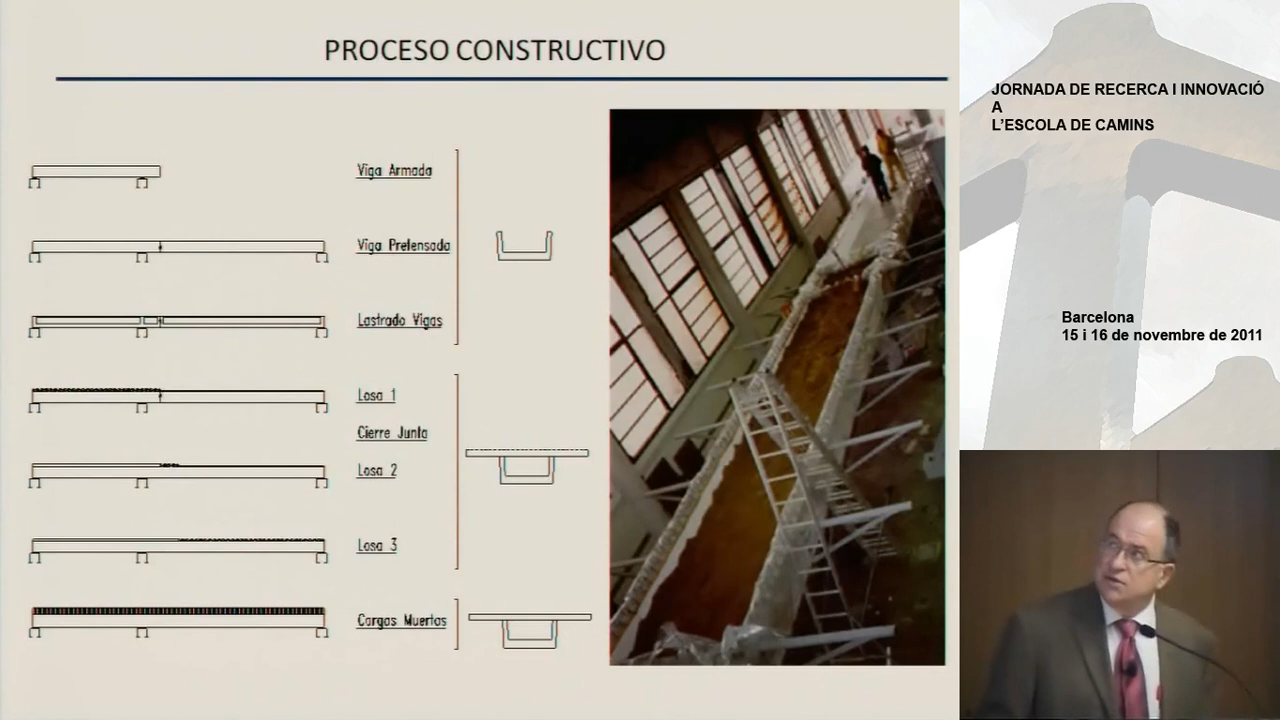 PROCESO CONSTRUCTIVO
Viga Armada
Viga Pretensada
Lastrado Vigas
Losa 1
Cierre Junta
Losa 2
Losa 3
Cargas Muertas
JORNADA DE RECERCA I INNOVACIÓ
A
L'ESCOLA DE CAMINS
Barcelona
15 i 16 de novembre de 2011